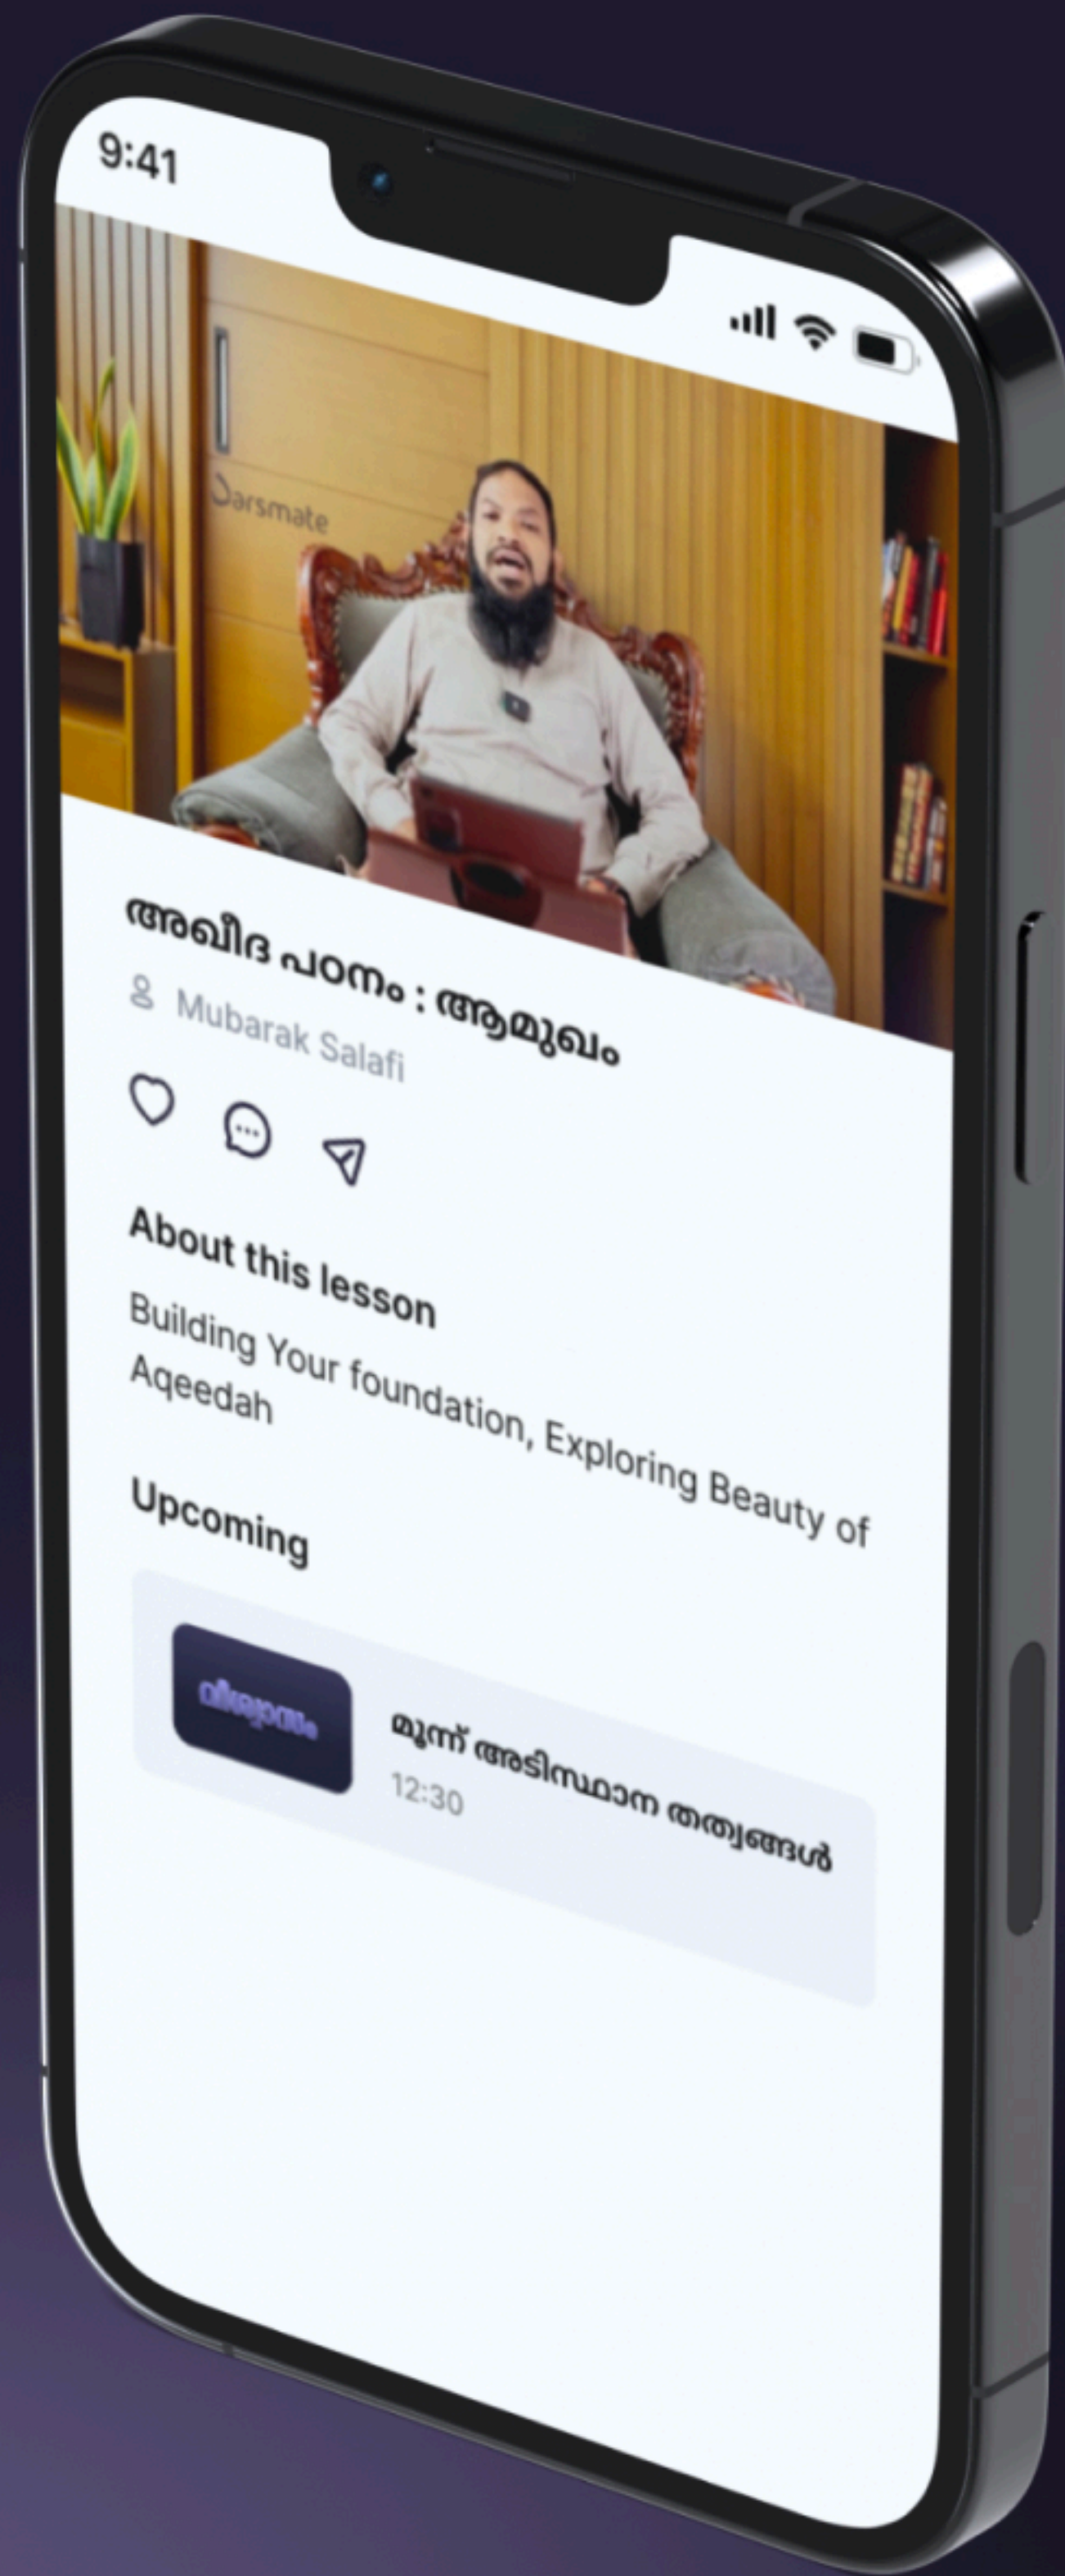 9:41
Darsmate
അഖീദ പഠനം : ആമുഖം
Mubarak Salafi
About this lesson
Building Your foundation, Exploring Beauty of
Aqeedah
Upcoming
വിശ്വാസം
മൂന്ന് അടിസ്ഥാന തത്വങ്ങൾ
12:30